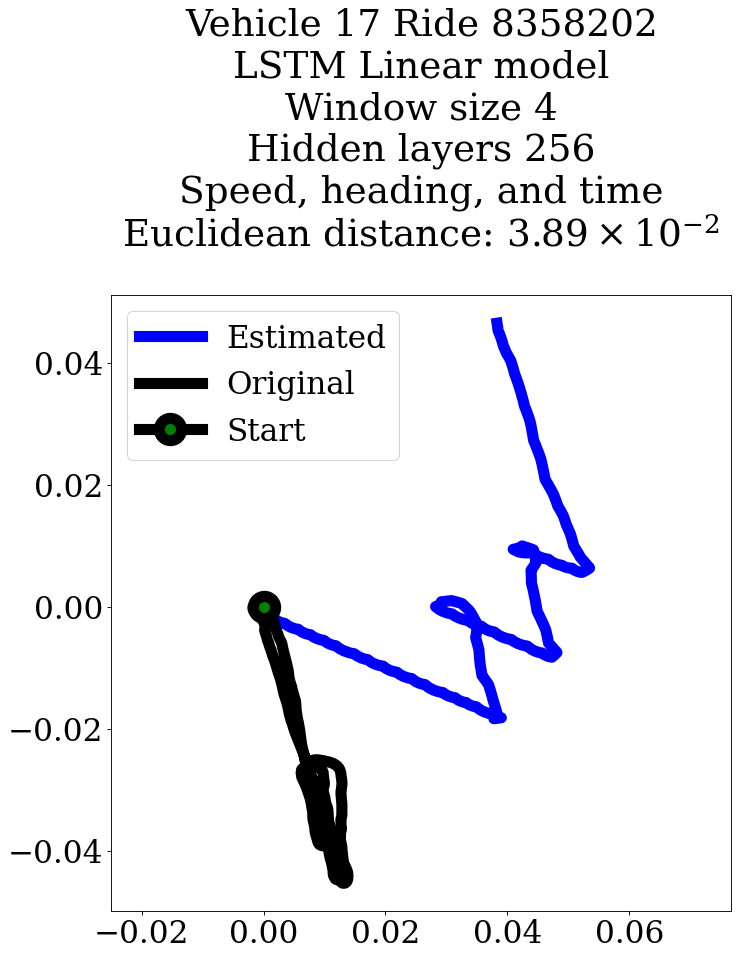 Vehicle 17 Ride 8358202
LSTM Linear model
Window size 4
Hidden layers 256
Speed, heading, and time
Euclidean distance: 3.89 × 10⁻²
Estimated
Original
Start
0.04
0.02
0.00
−0.02
−0.04
−0.02
0.00
0.02
0.04
0.06